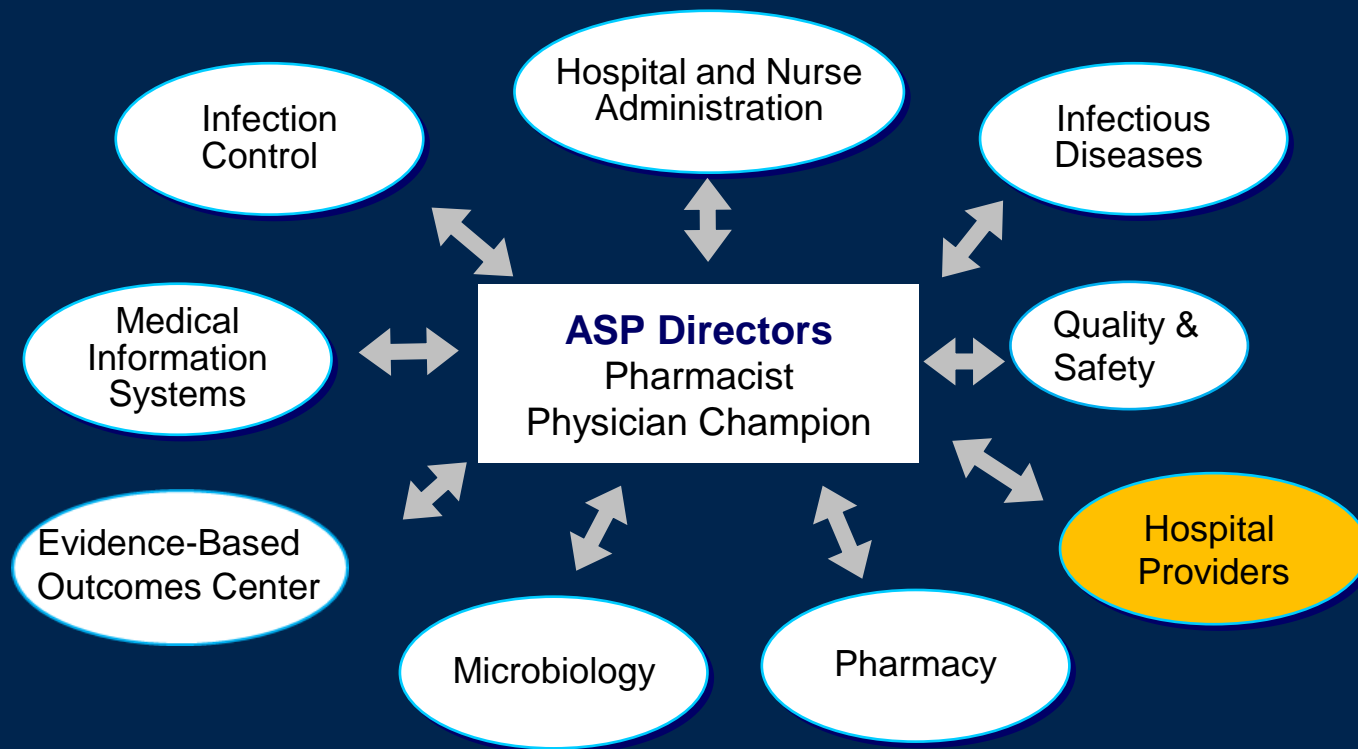 Hospital and Nurse
Administration
Infection
Control
Infectious
Diseases
Medical
Information
Systems
ASP Directors
Pharmacist
Physician Champion
Quality &
Safety
Evidence-Based
Outcomes Center
Hospital
Providers
Microbiology
Pharmacy